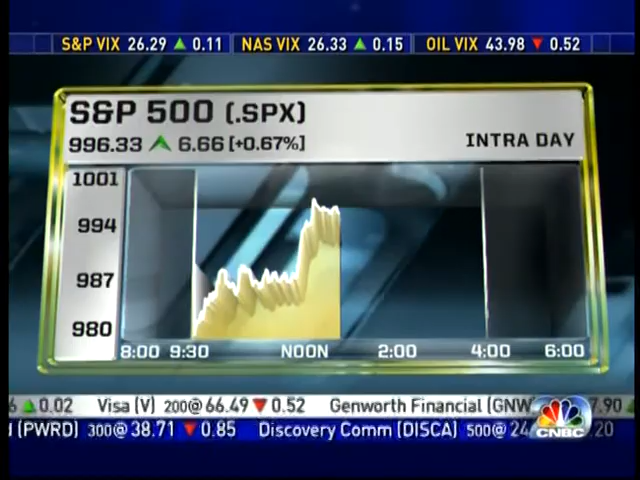 S&P VIX 26.29 ▲ 0.11 NAS VIX 26.33 ▲ 0.15 OIL VIX 43.98 ▼ 0.52
S&P 500 (.SPX)
996.33 ▲ 6.66 [+0.67%]
INTRA DAY
1001
994
987
980
8:00 9:30 NOON 2:00 4:00 6:00
6 ▲ 0.02 Visa (V) 200@66.49 ▼ 0.52 Genworth Financial (GNW 7.90
(PWRD) 300@38.71 ▼ 0.85 Discovery Comm (DISCA) 500@24 .20
CNBC